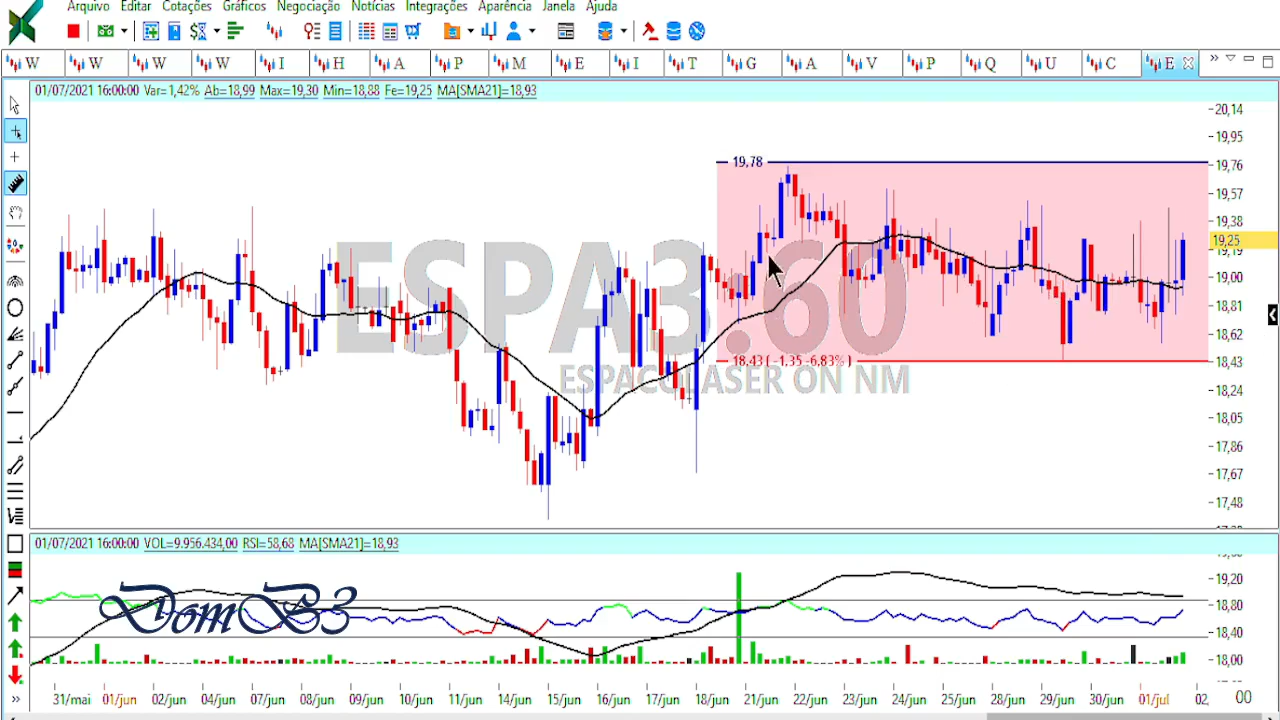 Arquivo Editar Cotações Gráficos Negociação Notícias Integrações Aparência Janela Ajuda
W W W W I H A P M E I T G A V P Q U C E
01/07/2021 16:00:00 Var=1,42% Ab=18,99 Max=19,30 Min=18,88 Fe=19,25 MA[SMA21]=18,93
20,14
19,95
19,78
19,76
19,57
19,38
19,25
19,19
19,00
18,81
18,62
18,43 ( -1,35 -6,83% )
18,43
18,24
18,05
17,86
17,67
17,48
ESPA3.60
ESPACOLASER ON NM
01/07/2021 16:00:00 VOL=9.956.434,00 RSI=58,68 MA[SMA21]=18,93
19,20
18,80
18,40
18,00
DomB3
31/mai 01/jun 02/jun 04/jun 07/jun 08/jun 09/jun 10/jun 11/jun 14/jun 15/jun 16/jun 17/jun 18/jun 21/jun 22/jun 23/jun 24/jun 25/jun 28/jun 29/jun 30/jun 01/jul 02, 00